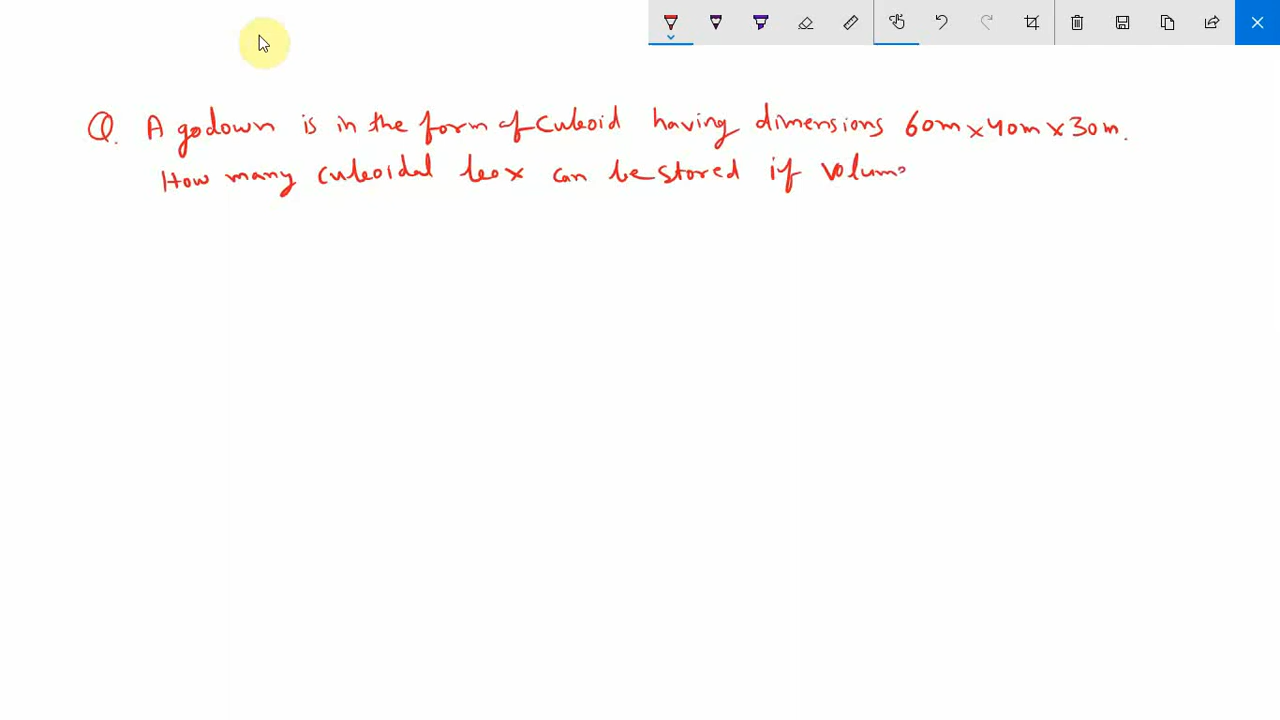 Q. A godown is in the form of cuboid having dimensions 60m x 40m x 30m.
How many cuboidal box can be stored if volum